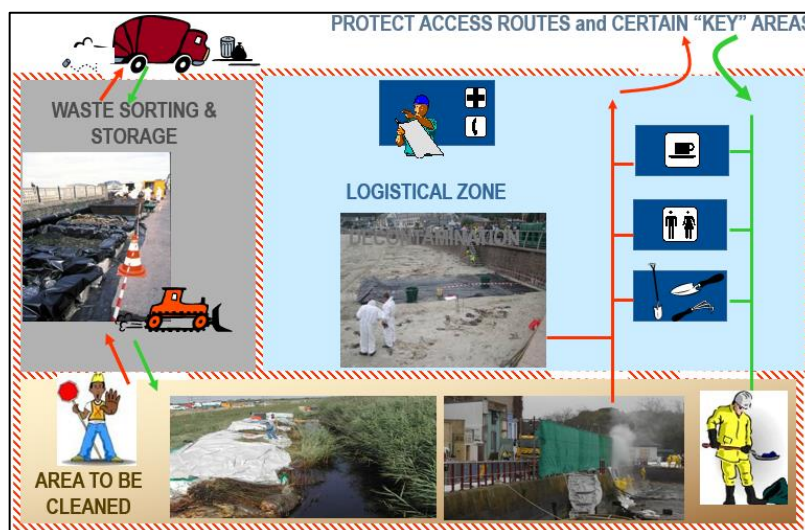 PROTECT ACCESS ROUTES and CERTAIN “KEY” AREAS
WASTE SORTING &
STORAGE
LOGISTICAL ZONE
DECONTAMINATION
AREA TO BE
CLEANED